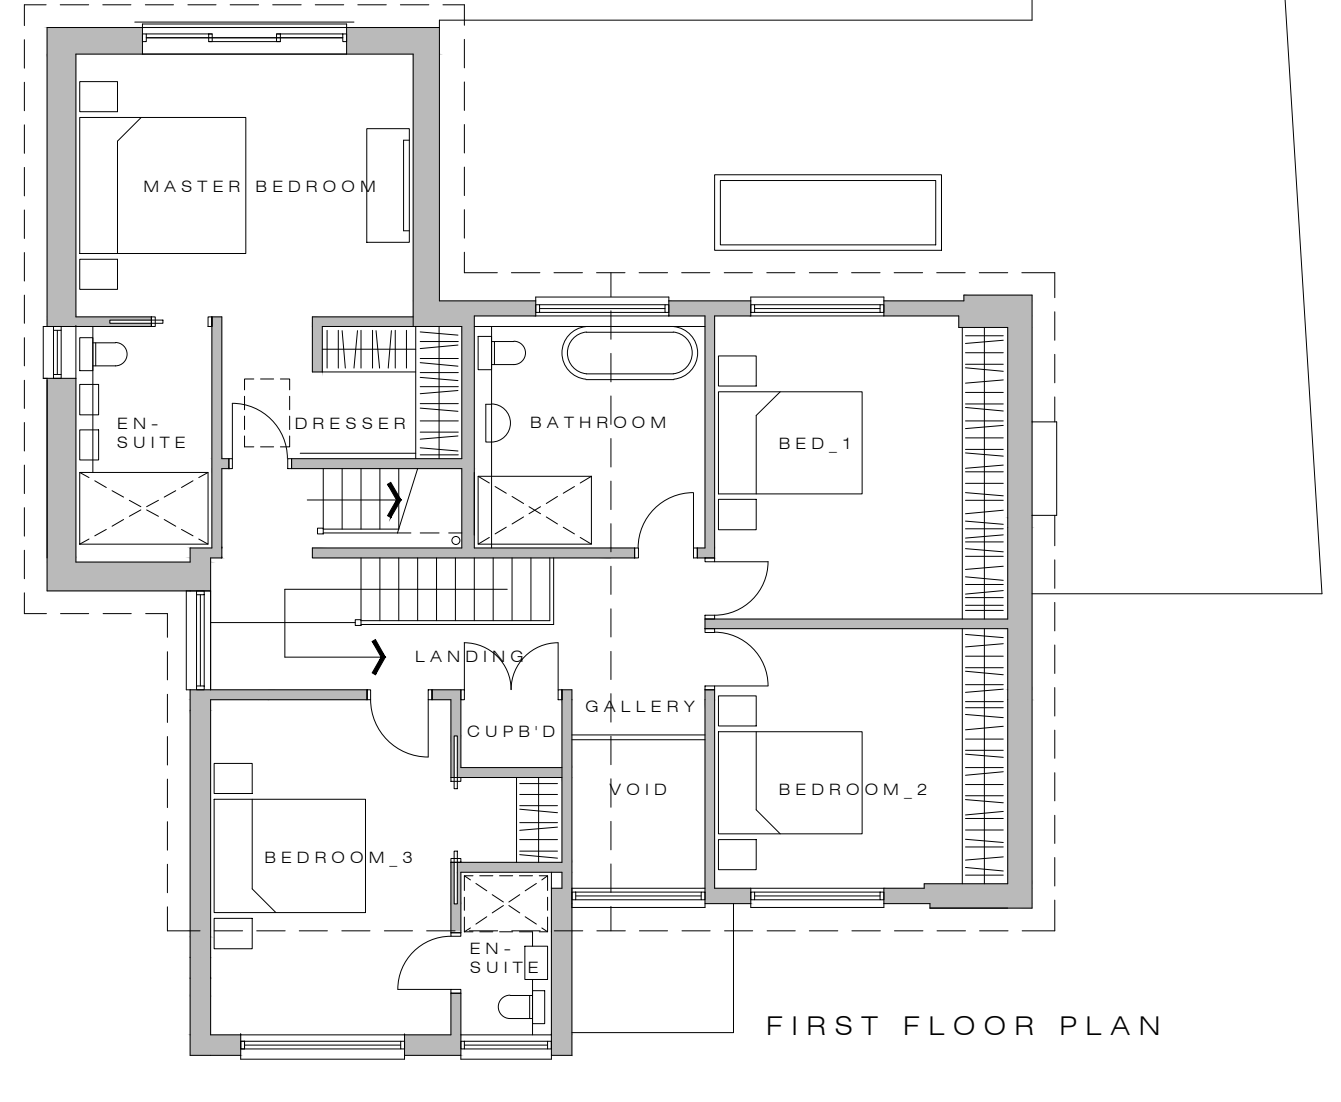 MASTER BEDROOM
EN-
SUITE
DRESSER
BATHROOM
BED_1
LANDING
GALLERY
CUPB'D
VOID
BEDROOM_2
BEDROOM_3
EN-
SUITE
FIRST FLOOR PLAN